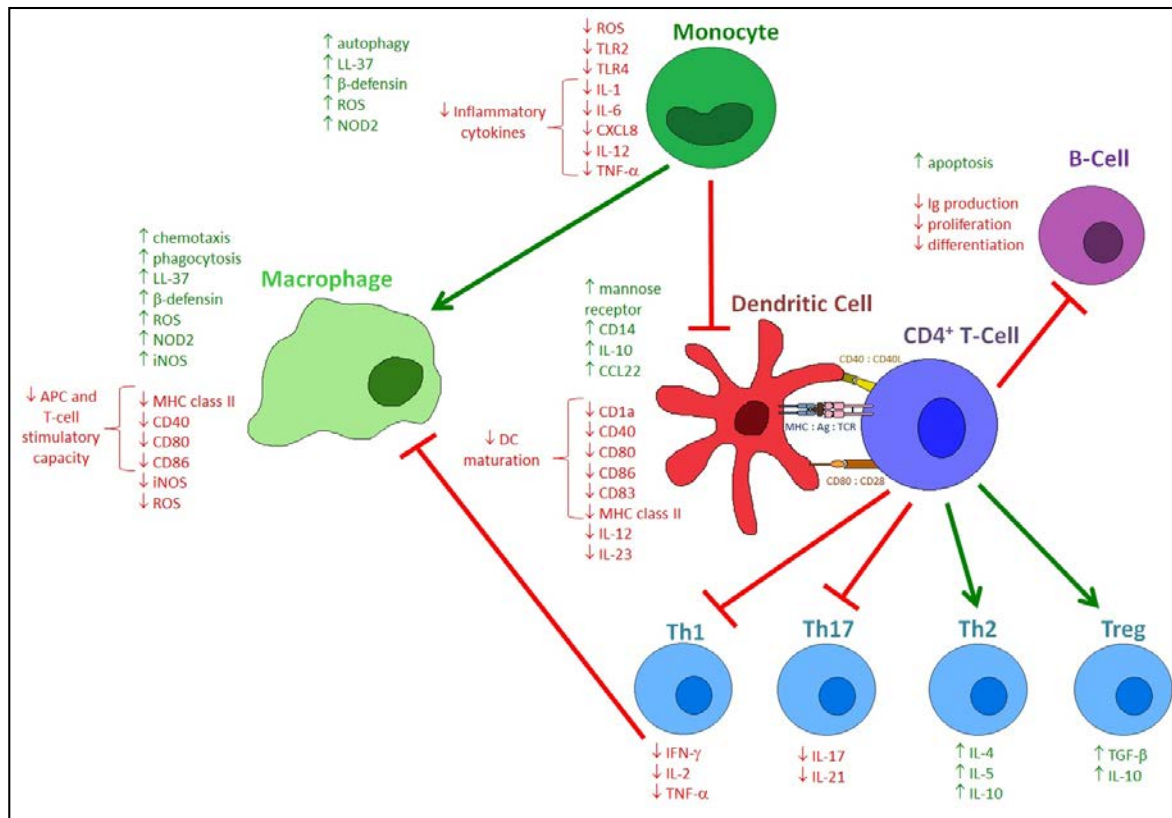 Monocyte
↑ autophagy
↑ LL-37
↑ β-defensin
↑ ROS
↑ NOD2
↓ ROS
↓ TLR2
↓ TLR4
↓ IL-1
↓ IL-6
↓ CXCL8
↓ IL-12
↓ TNF-α
↓ Inflammatory
cytokines
B-Cell
↑ apoptosis
↓ Ig production
↓ proliferation
↓ differentiation
Macrophage
↑ chemotaxis
↑ phagocytosis
↑ LL-37
↑ β-defensin
↑ ROS
↑ NOD2
↑ iNOS
↓ APC and
T-cell
stimulatory
capacity
↓ MHC class II
↓ CD40
↓ CD80
↓ CD86
↓ iNOS
↓ ROS
Dendritic Cell
↑ mannose
receptor
↑ CD14
↑ IL-10
↑ CCL22
↓ DC
maturation
↓ CD1a
↓ CD40
↓ CD80
↓ CD86
↓ CD83
↓ MHC class II
↓ IL-12
↓ IL-23
CD4⁺ T-Cell
CD40 : CD40L
MHC : Ag : TCR
CD80 : CD28
Th1
↓ IFN-γ
↓ IL-2
↓ TNF-α
Th17
↓ IL-17
↓ IL-21
Th2
↑ IL-4
↑ IL-5
↑ IL-10
Treg
↑ TGF-β
↑ IL-10